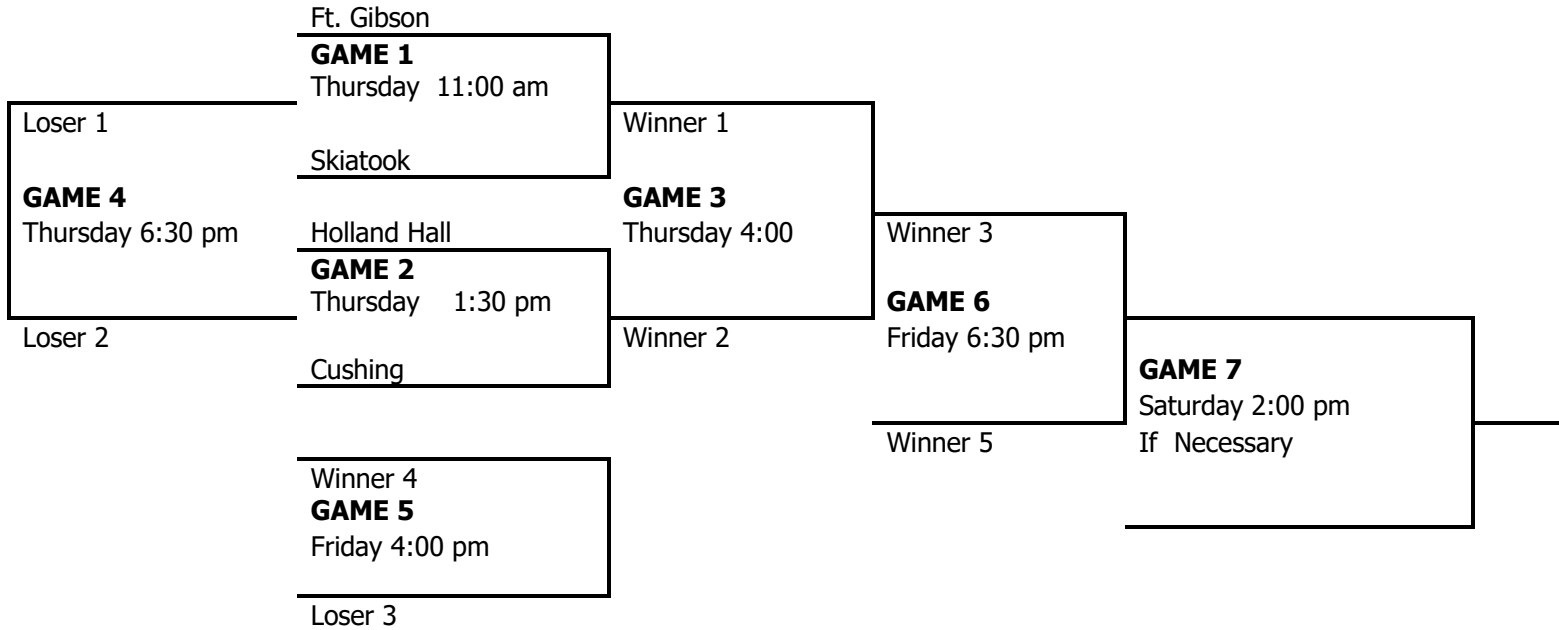 Ft. Gibson
GAME 1
Thursday 11:00 am
Loser 1
Winner 1
Skiatook
GAME 4
GAME 3
Thursday 6:30 pm
Holland Hall
Thursday 4:00
Winner 3
GAME 2
Thursday 1:30 pm
GAME 6
Loser 2
Winner 2
Friday 6:30 pm
Cushing
GAME 7
Saturday 2:00 pm
Winner 5
If Necessary
Winner 4
GAME 5
Friday 4:00 pm
Loser 3